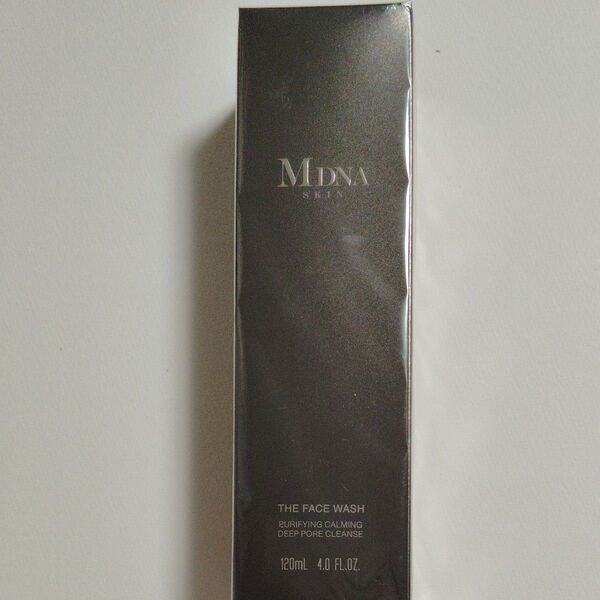 MDNA
SKIN
THE FACE WASH
PURIFYING CALMING
DEEP PORE CLEANSE
120mL 4.0 FL.OZ.